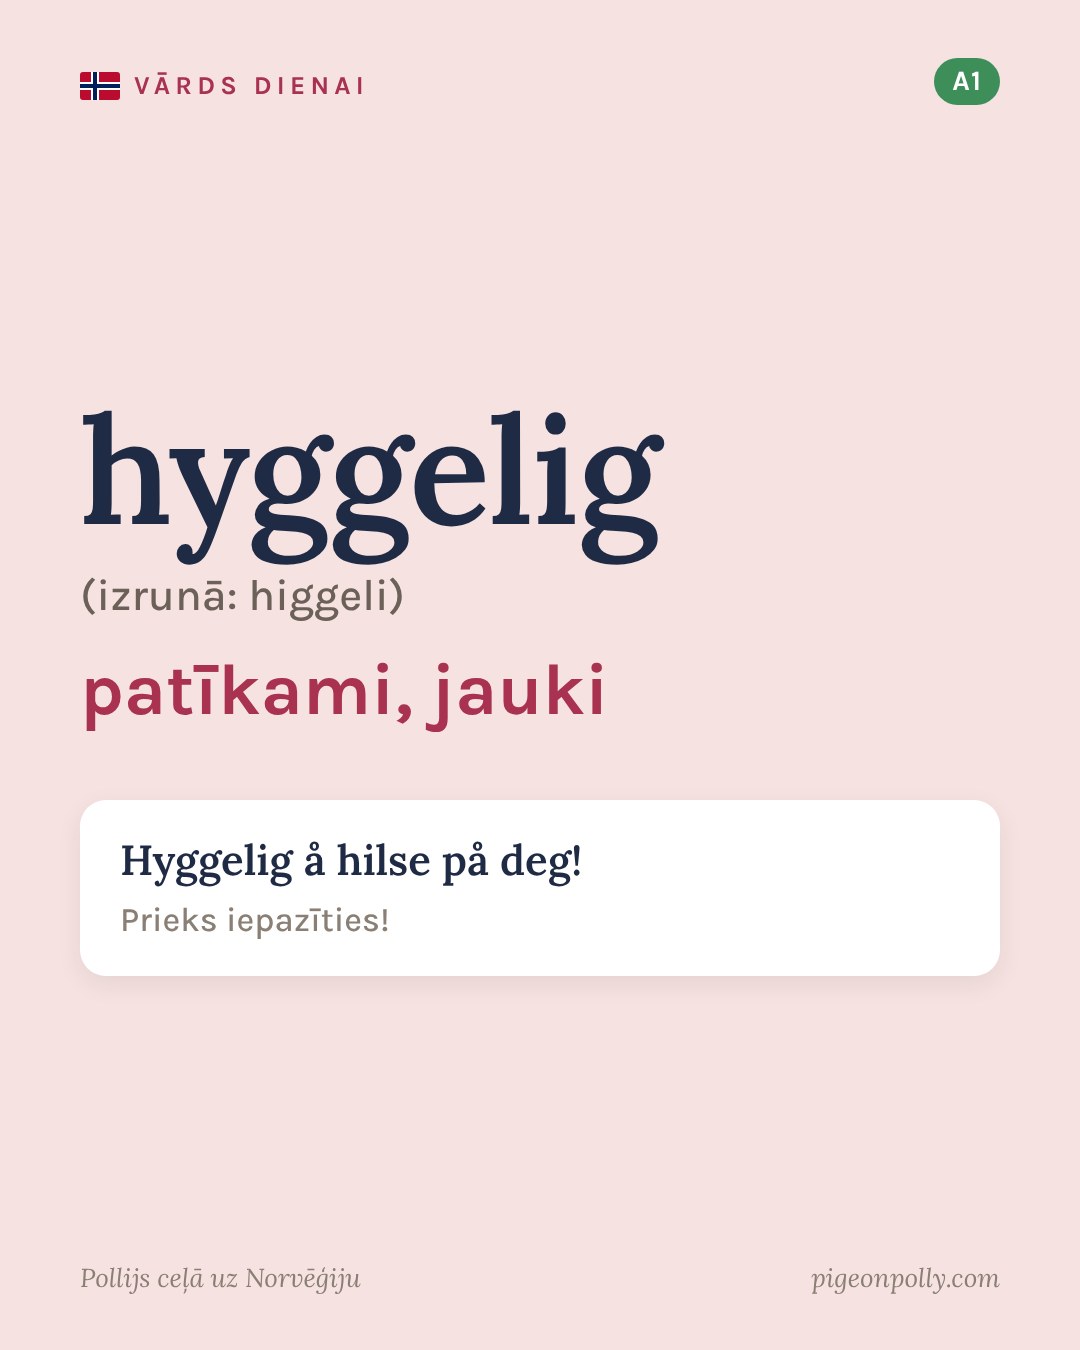 VĀRDS DIENAI
A1
hyggelig
(izrunā: higgeli)
patīkami, jauki
Hyggelig å hilse på deg!
Prieks iepazīties!
Pollijs ceļā uz Norvēģiju
pigeonpolly.com